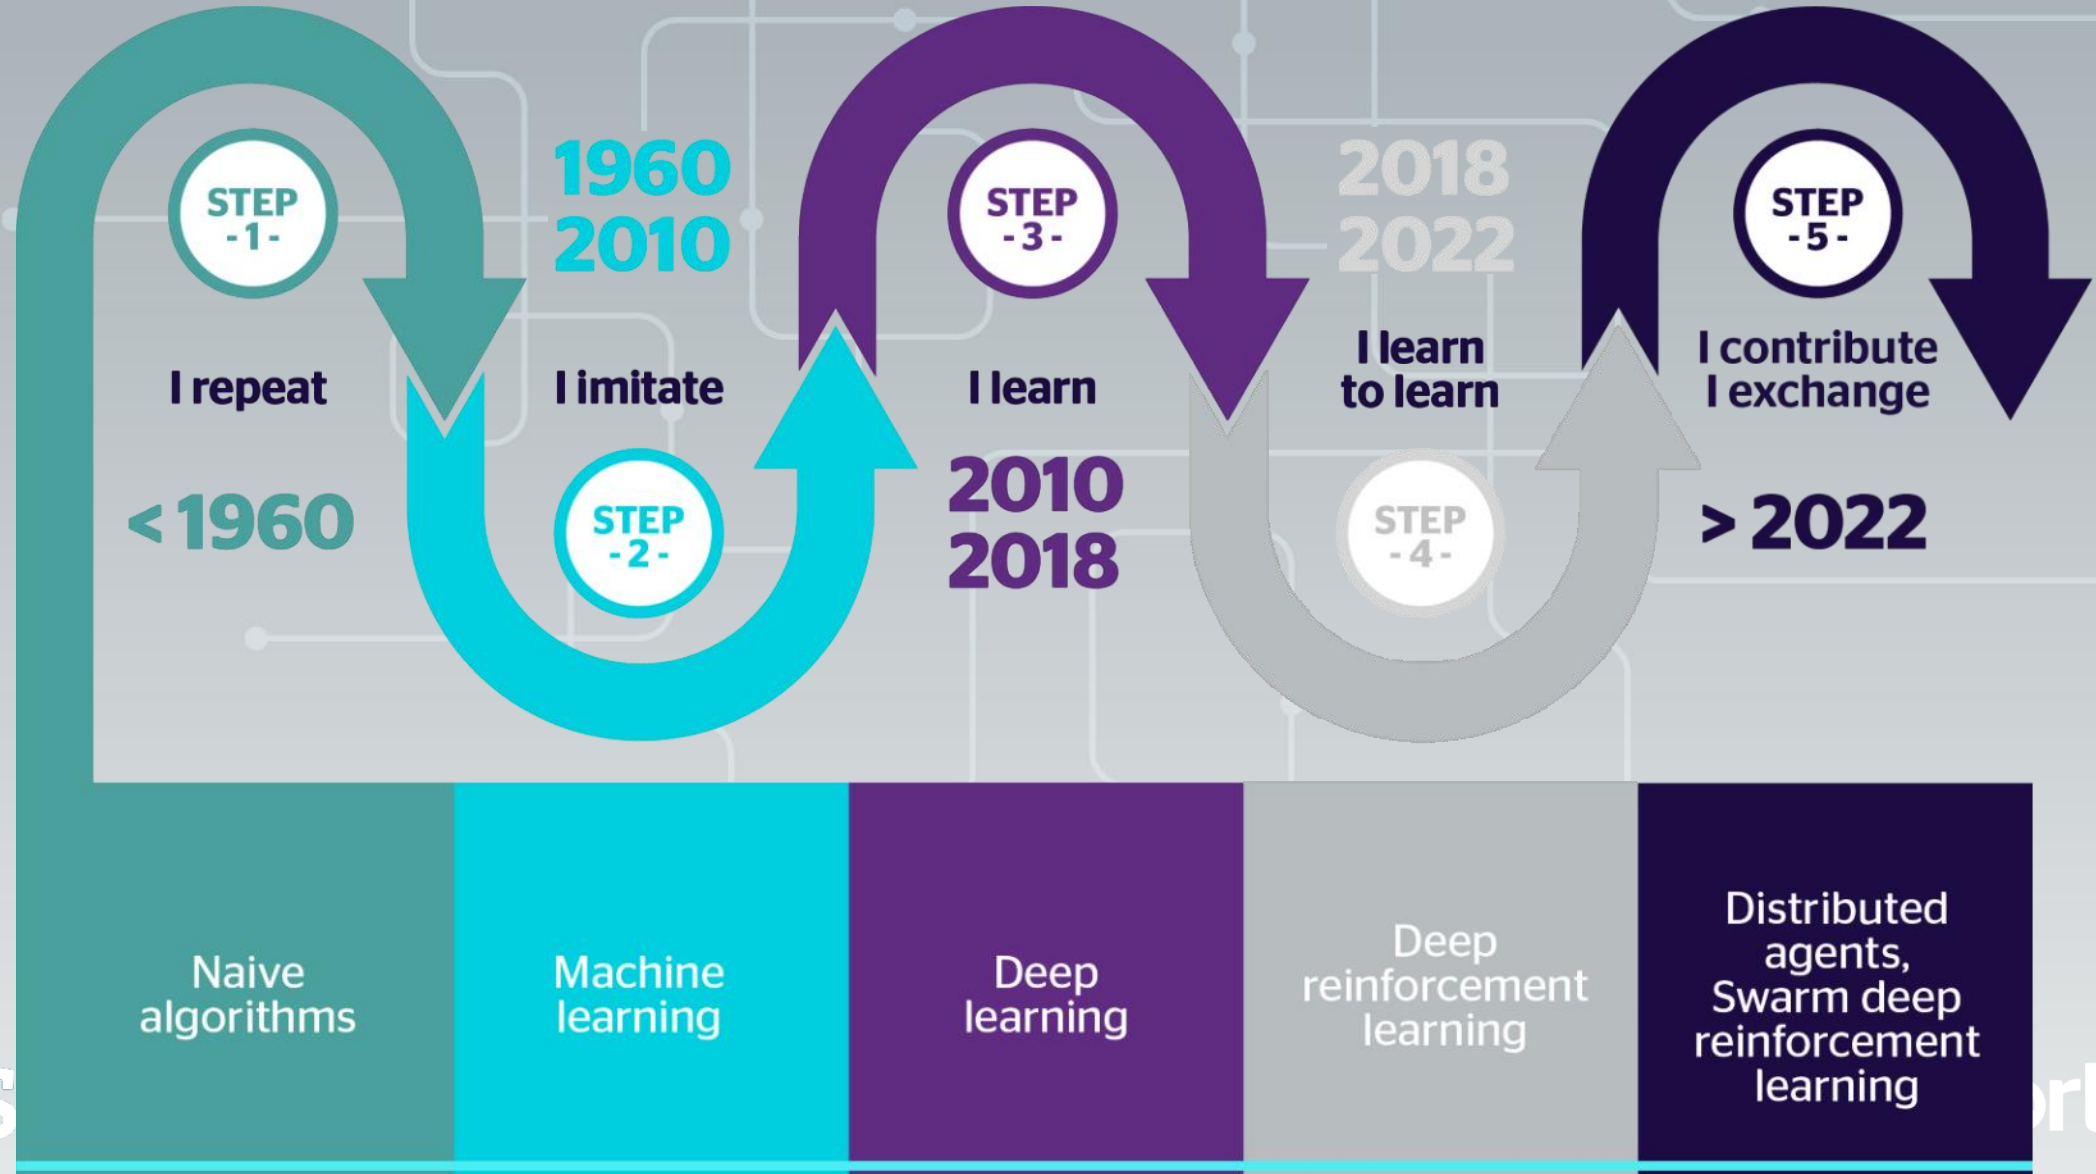 STEP
- 1 -
I repeat
< 1960
1960
2010
I imitate
STEP
- 2 -
STEP
- 3 -
I learn
2010
2018
2018
2022
I learn
to learn
STEP
- 4 -
STEP
- 5 -
I contribute
I exchange
> 2022
Naive
algorithms
Machine
learning
Deep
learning
Deep
reinforcement
learning
Distributed
agents,
Swarm deep
reinforcement
learning